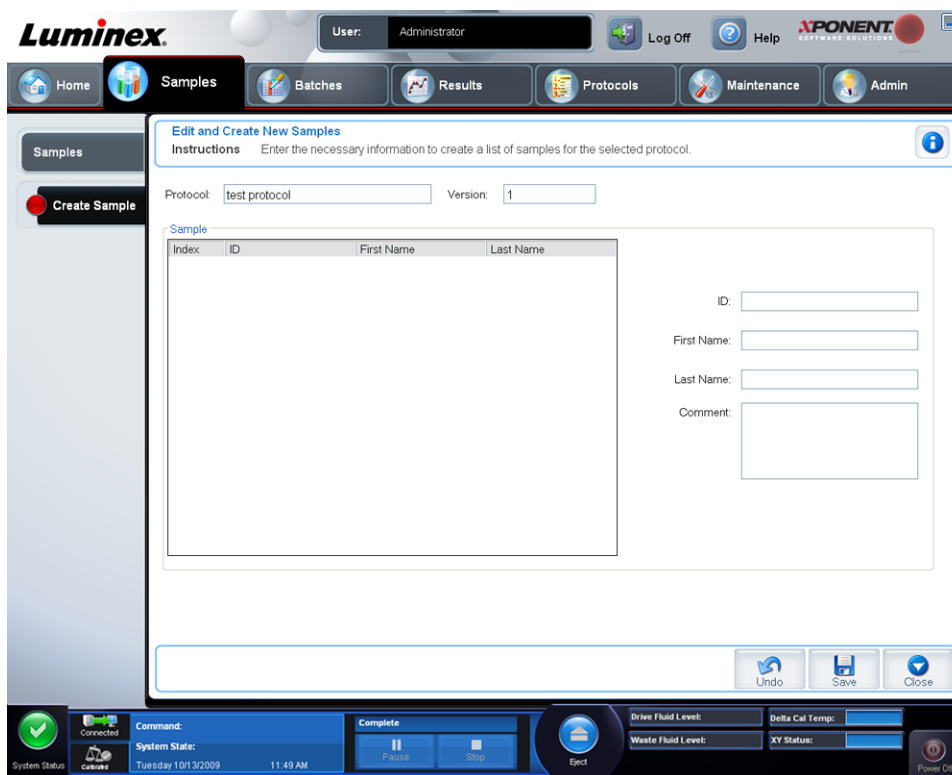 Luminex
User: Administrator
Log Off
Help
XPONENT.
SOFTWARE SOLUTIONS
Home
Samples
Batches
Results
Protocols
Maintenance
Admin
Samples
Create Sample
Edit and Create New Samples
Instructions Enter the necessary information to create a list of samples for the selected protocol.
Protocol: test protocol Version: 1
Sample
Index ID First Name Last Name
ID:
First Name:
Last Name:
Comment:
Undo
Save
Close
System Status
Connected
Calibrated
Command:
System State:
Tuesday 10/13/2009 11:49 AM
Complete
Pause
Stop
Eject
Drive Fluid Level:
Waste Fluid Level:
Delta Cal Temp:
XY Status: